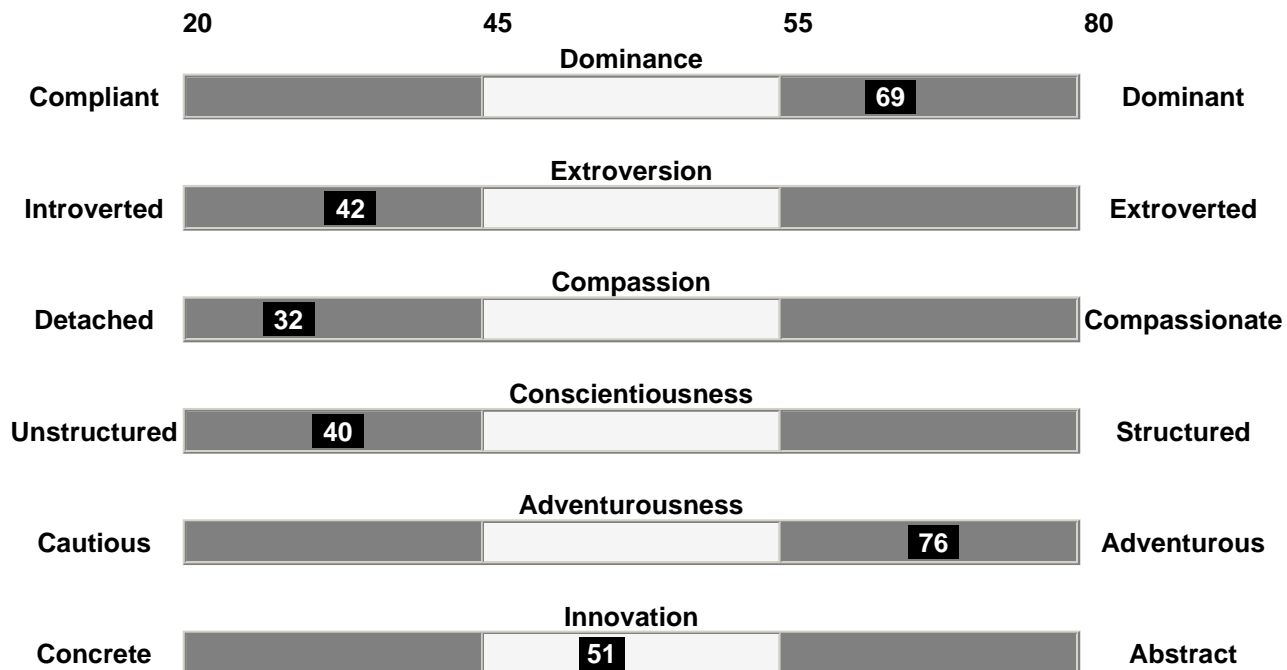 20 45 55 80
Dominance
Compliant 69 Dominant
Extroversion
Introverted 42 Extroverted
Compassion
Detached 32 Compassionate
Conscientiousness
Unstructured 40 Structured
Adventurousness
Cautious 76 Adventurous
Innovation
Concrete 51 Abstract